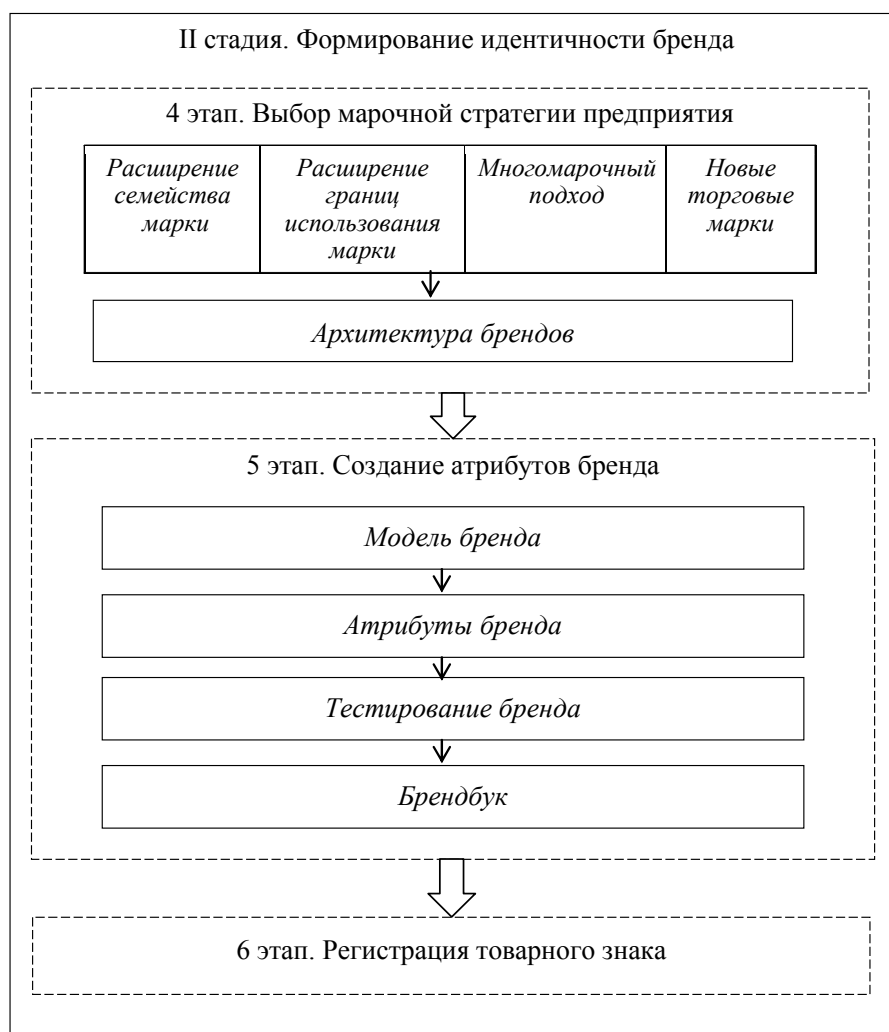 II стадия. Формирование идентичности бренда
4 этап. Выбор марочной стратегии предприятия
Расширение
семейства
марки
Расширение
границ
использования
марки
Многомарочный
подход
Новые
торговые
марки
Архитектура брендов
5 этап. Создание атрибутов бренда
Модель бренда
Атрибуты бренда
Тестирование бренда
Брендбук
6 этап. Регистрация товарного знака